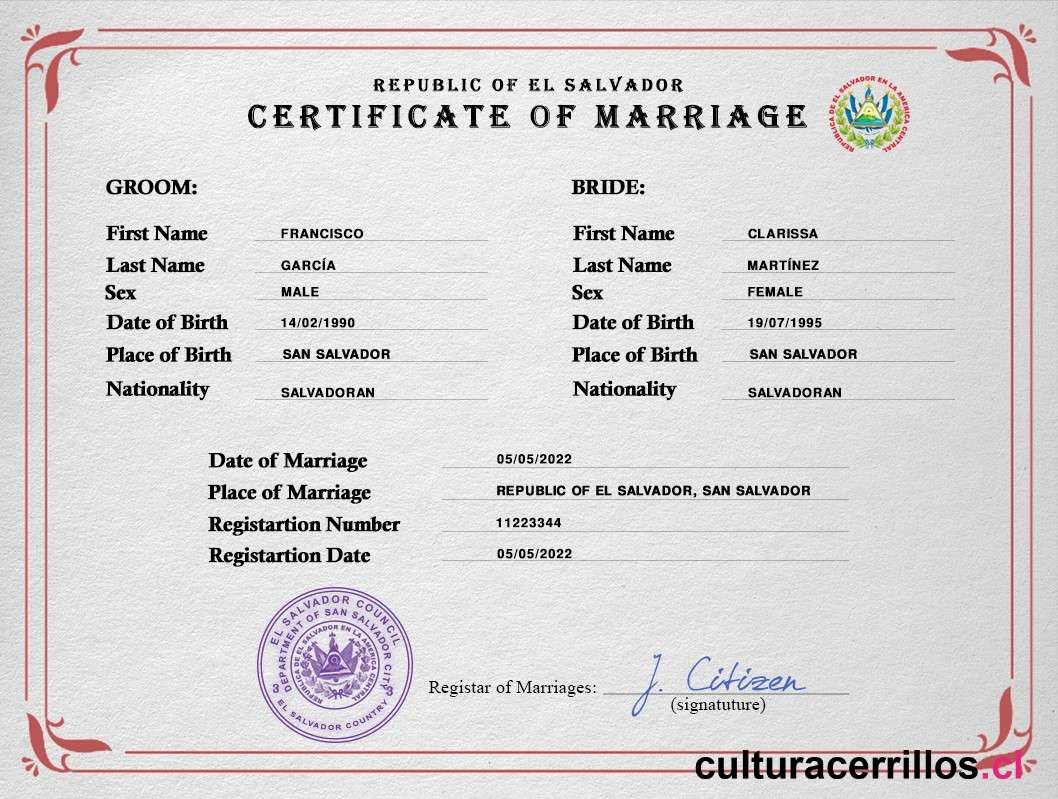 REPUBLIC OF EL SALVADOR
CERTIFICATE OF MARRIAGE
REPUBLICA DE EL SALVADOR EN LA AMERICA CENTRAL
GROOM:
First Name FRANCISCO
Last Name GARCÍA
Sex MALE
Date of Birth 14/02/1990
Place of Birth SAN SALVADOR
Nationality SALVADORAN
BRIDE:
First Name CLARISSA
Last Name MARTÍNEZ
Sex FEMALE
Date of Birth 19/07/1995
Place of Birth SAN SALVADOR
Nationality SALVADORAN
Date of Marriage 05/05/2022
Place of Marriage REPUBLIC OF EL SALVADOR, SAN SALVADOR
Registartion Number 11223344
Registartion Date 05/05/2022
EL SALVADOR COUNCIL
DEPARTMENT OF SAN SALVADOR CITY
REPUBLICA DE EL SALVADOR EN LA AMERICA CENTRAL
3 3
EL SALVADOR COUNTRY
Registar of Marriages: J. Citizen
(signatuture)
culturacerrillos.cl